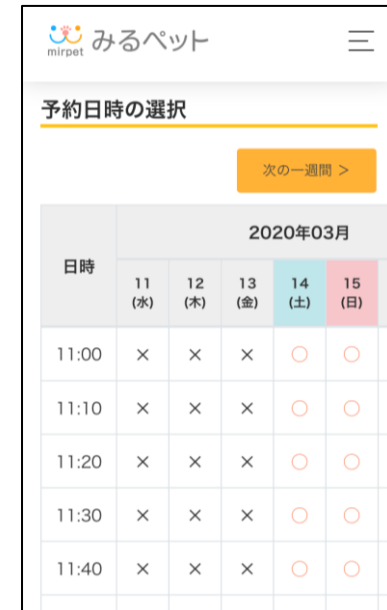 みるペット
mirpet
予約日時の選択
次の一週間 >
日時 2020年03月
11 12 13 14 15
(水) (木) (金) (土) (日)
11:00 × × × ○ ○
11:10 × × × ○ ○
11:20 × × × ○ ○
11:30 × × × ○ ○
11:40 × × × ○ ○